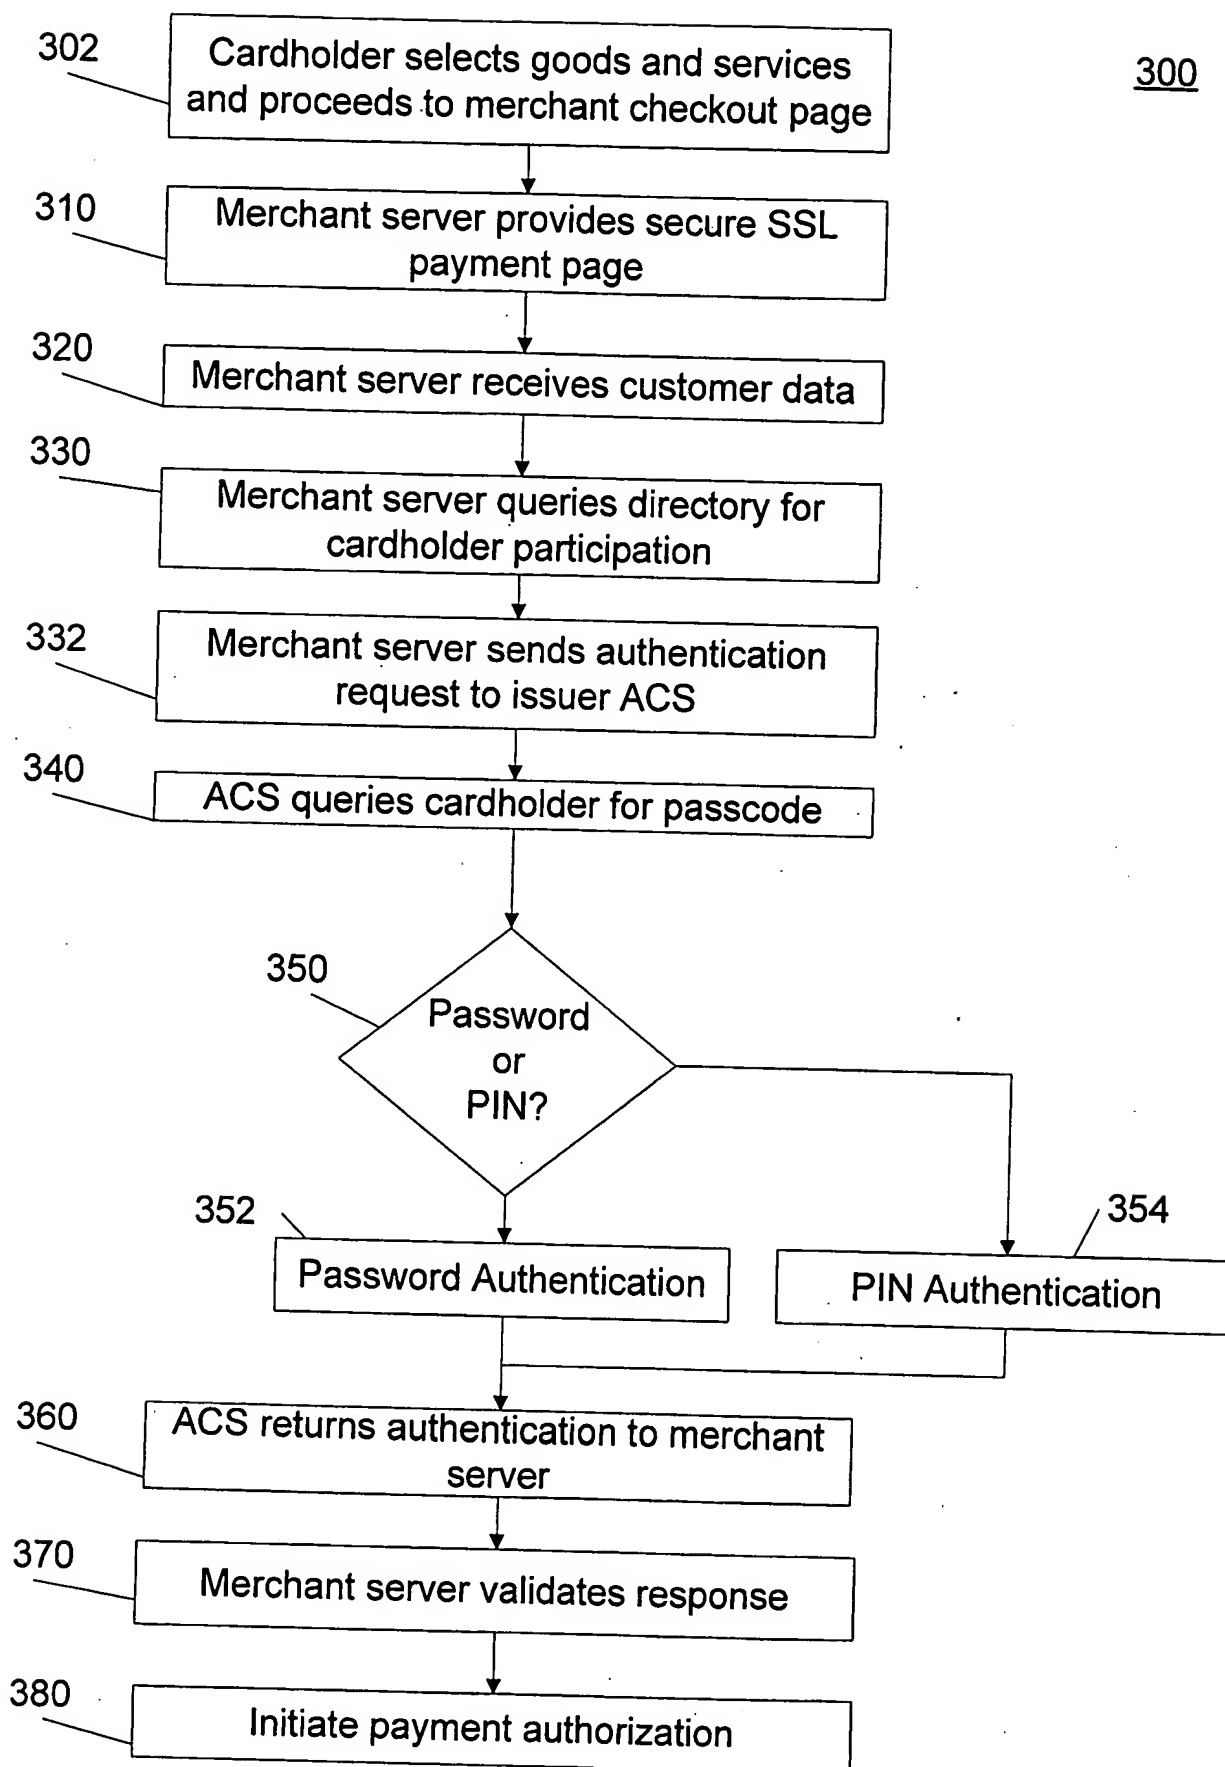 300
302
Cardholder selects goods and services
and proceeds to merchant checkout page
310
Merchant server provides secure SSL
payment page
320
Merchant server receives customer data
330
Merchant server queries directory for
cardholder participation
332
Merchant server sends authentication
request to issuer ACS
340
ACS queries cardholder for passcode
350
Password
or
PIN?
352
Password Authentication
354
PIN Authentication
360
ACS returns authentication to merchant
server
370
Merchant server validates response
380
Initiate payment authorization